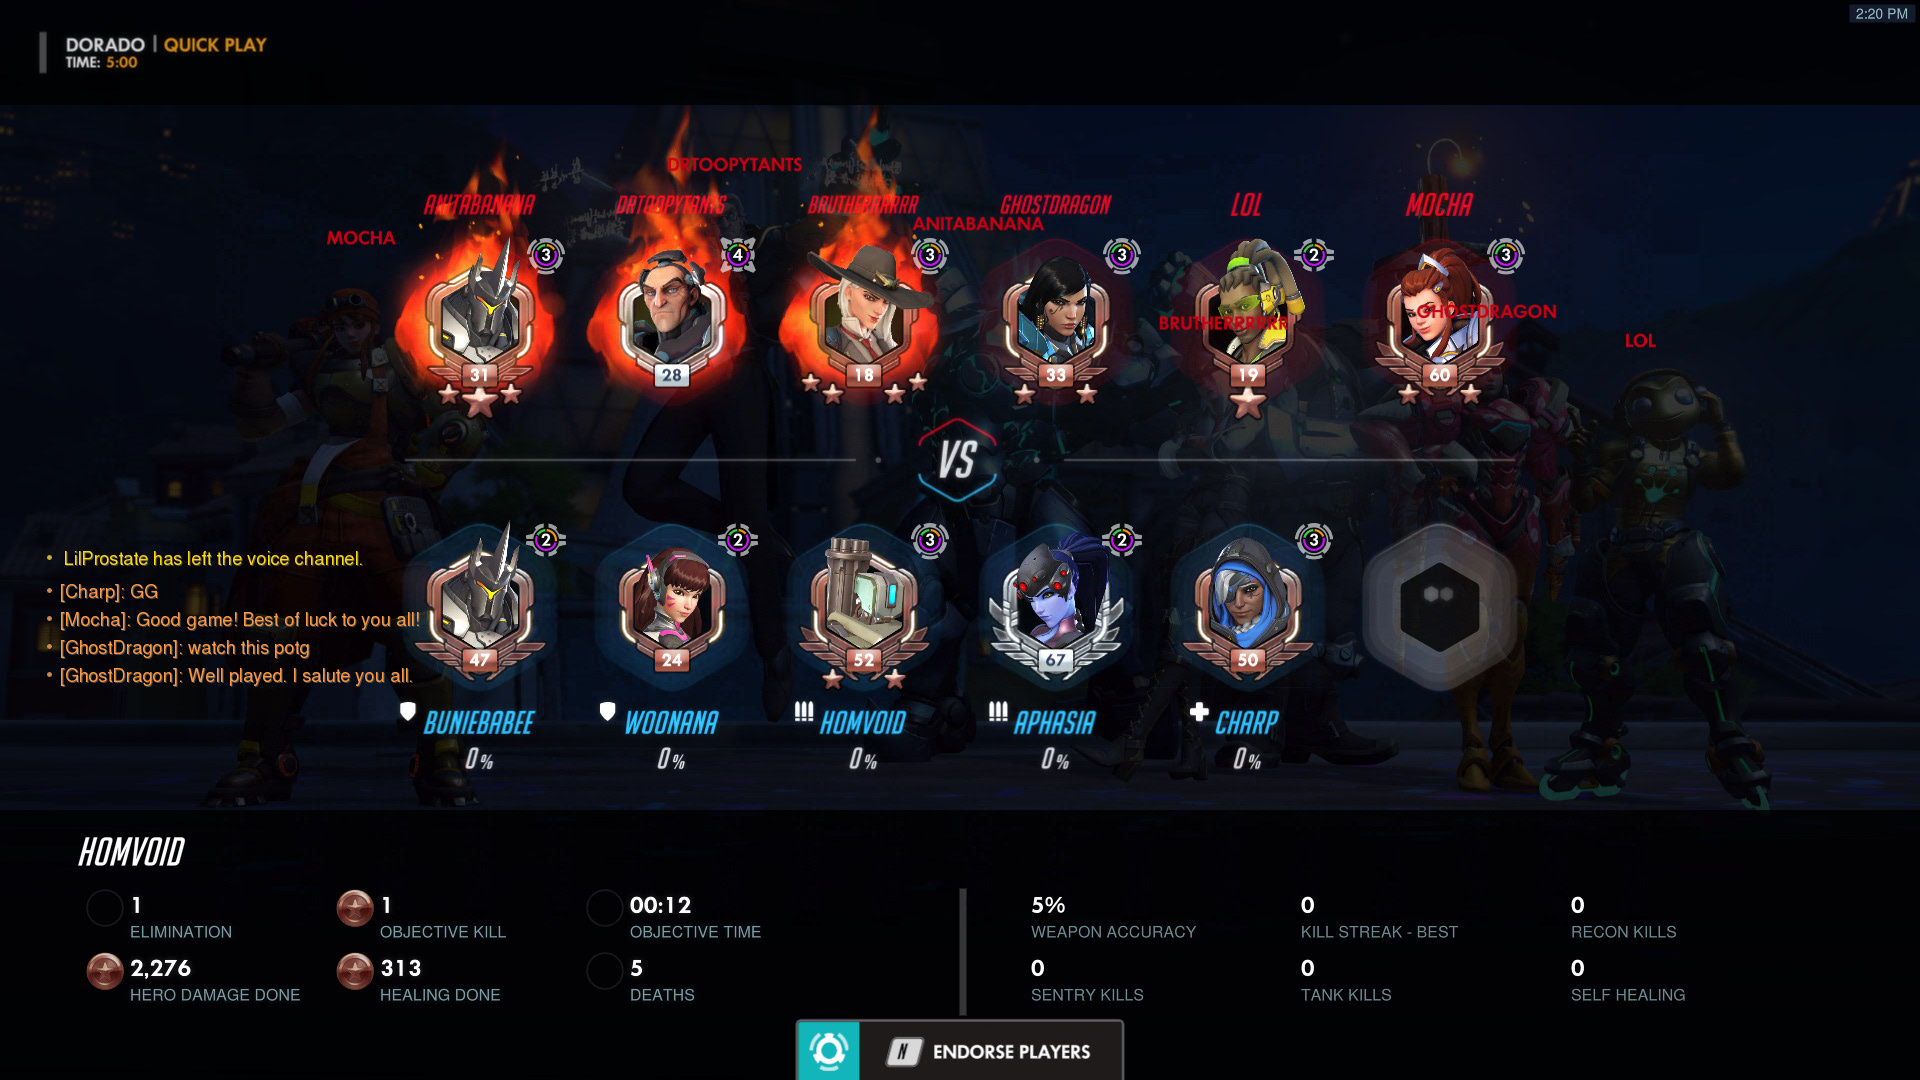 2:20 PM
DORADO | QUICK PLAY
TIME: 5:00
DRTOOPYTANTS
ANITABANANA DRTOOPYTANTS BRUTHERRRRRR GHOSTDRAGON LOL MOCHA
ANITABANANA
MOCHA
3 4 3 3 2 3
GHOSTDRAGON
BRUTHERRRRRR
LOL
31 28 18 33 19 60
VS
2 2 3 2 3
• LilProstate has left the voice channel.
• [Charp]: GG
• [Mocha]: Good game! Best of luck to you all!
• [GhostDragon]: watch this potg
• [GhostDragon]: Well played. I salute you all.
47 24 52 67 50
BUNIEBABEE WOONANA HOMVOID APHASIA CHARP
0% 0% 0% 0% 0%
HOMVOID
1 1 00:12 5% 0 0
ELIMINATION OBJECTIVE KILL OBJECTIVE TIME WEAPON ACCURACY KILL STREAK - BEST RECON KILLS
2,276 313 5 0 0 0
HERO DAMAGE DONE HEALING DONE DEATHS SENTRY KILLS TANK KILLS SELF HEALING
N ENDORSE PLAYERS